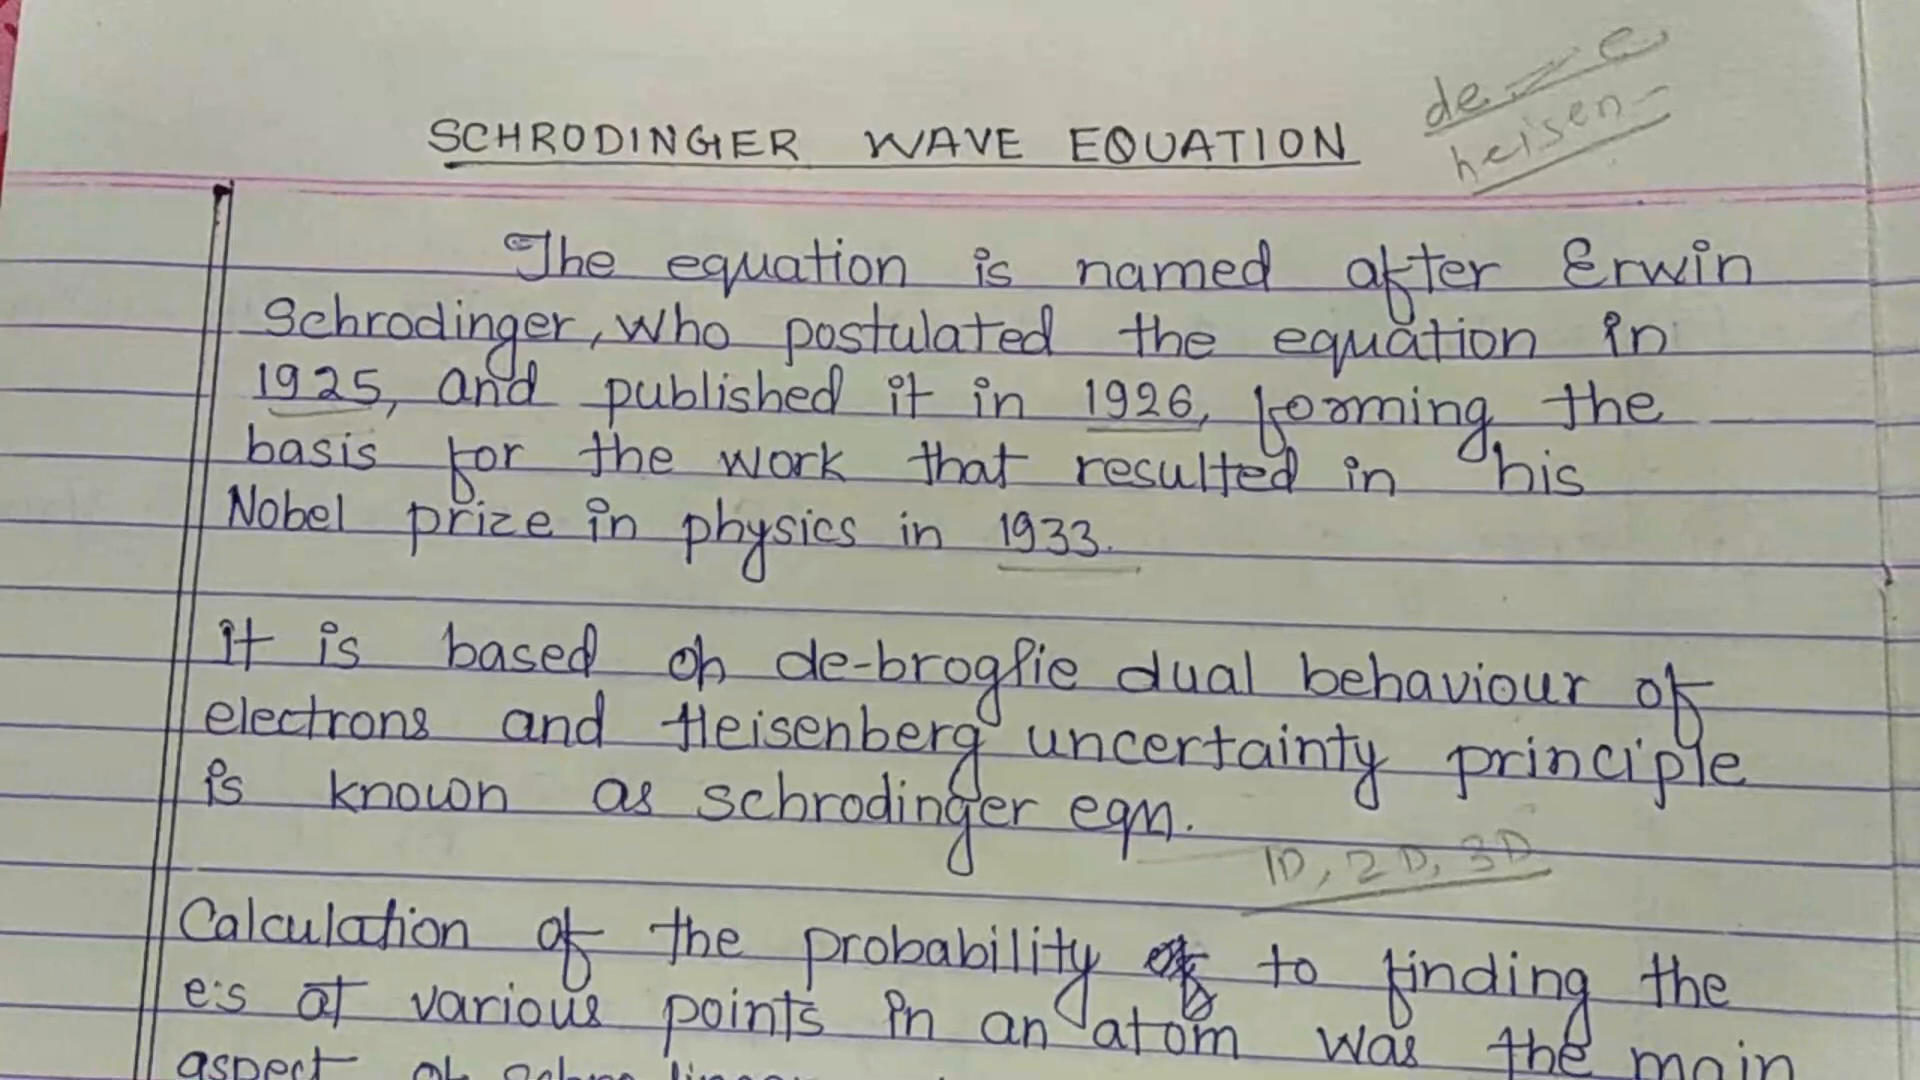 SCHRODINGER WAVE EQUATION
de
heisen-
The equation is named after Erwin
Schrodinger, who postulated the equation in
1925, and published it in 1926, forming the
basis for the work that resulted in his
Nobel prize in physics in 1933.
it is based on de-broglie dual behaviour of
electrons and Heisenberg uncertainty principle
is known as schrodinger eqn.
1D, 2D, 3D
Calculation of the probability to finding the
e's at various points in an atom was the main
aspect of